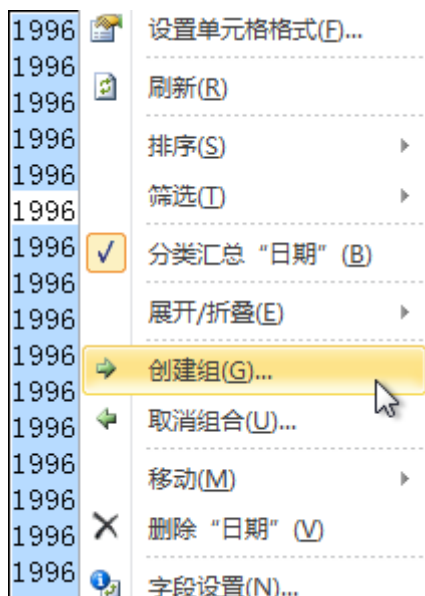 1996
设置单元格格式(F)...
1996
刷新(R)
1996
1996
排序(S)
1996
筛选(T)
1996
1996
分类汇总“日期”(B)
1996
1996
展开/折叠(E)
1996
创建组(G)...
1996
1996
取消组合(U)...
1996
移动(M)
1996
1996
删除“日期”(V)
1996
字段设置(N)...